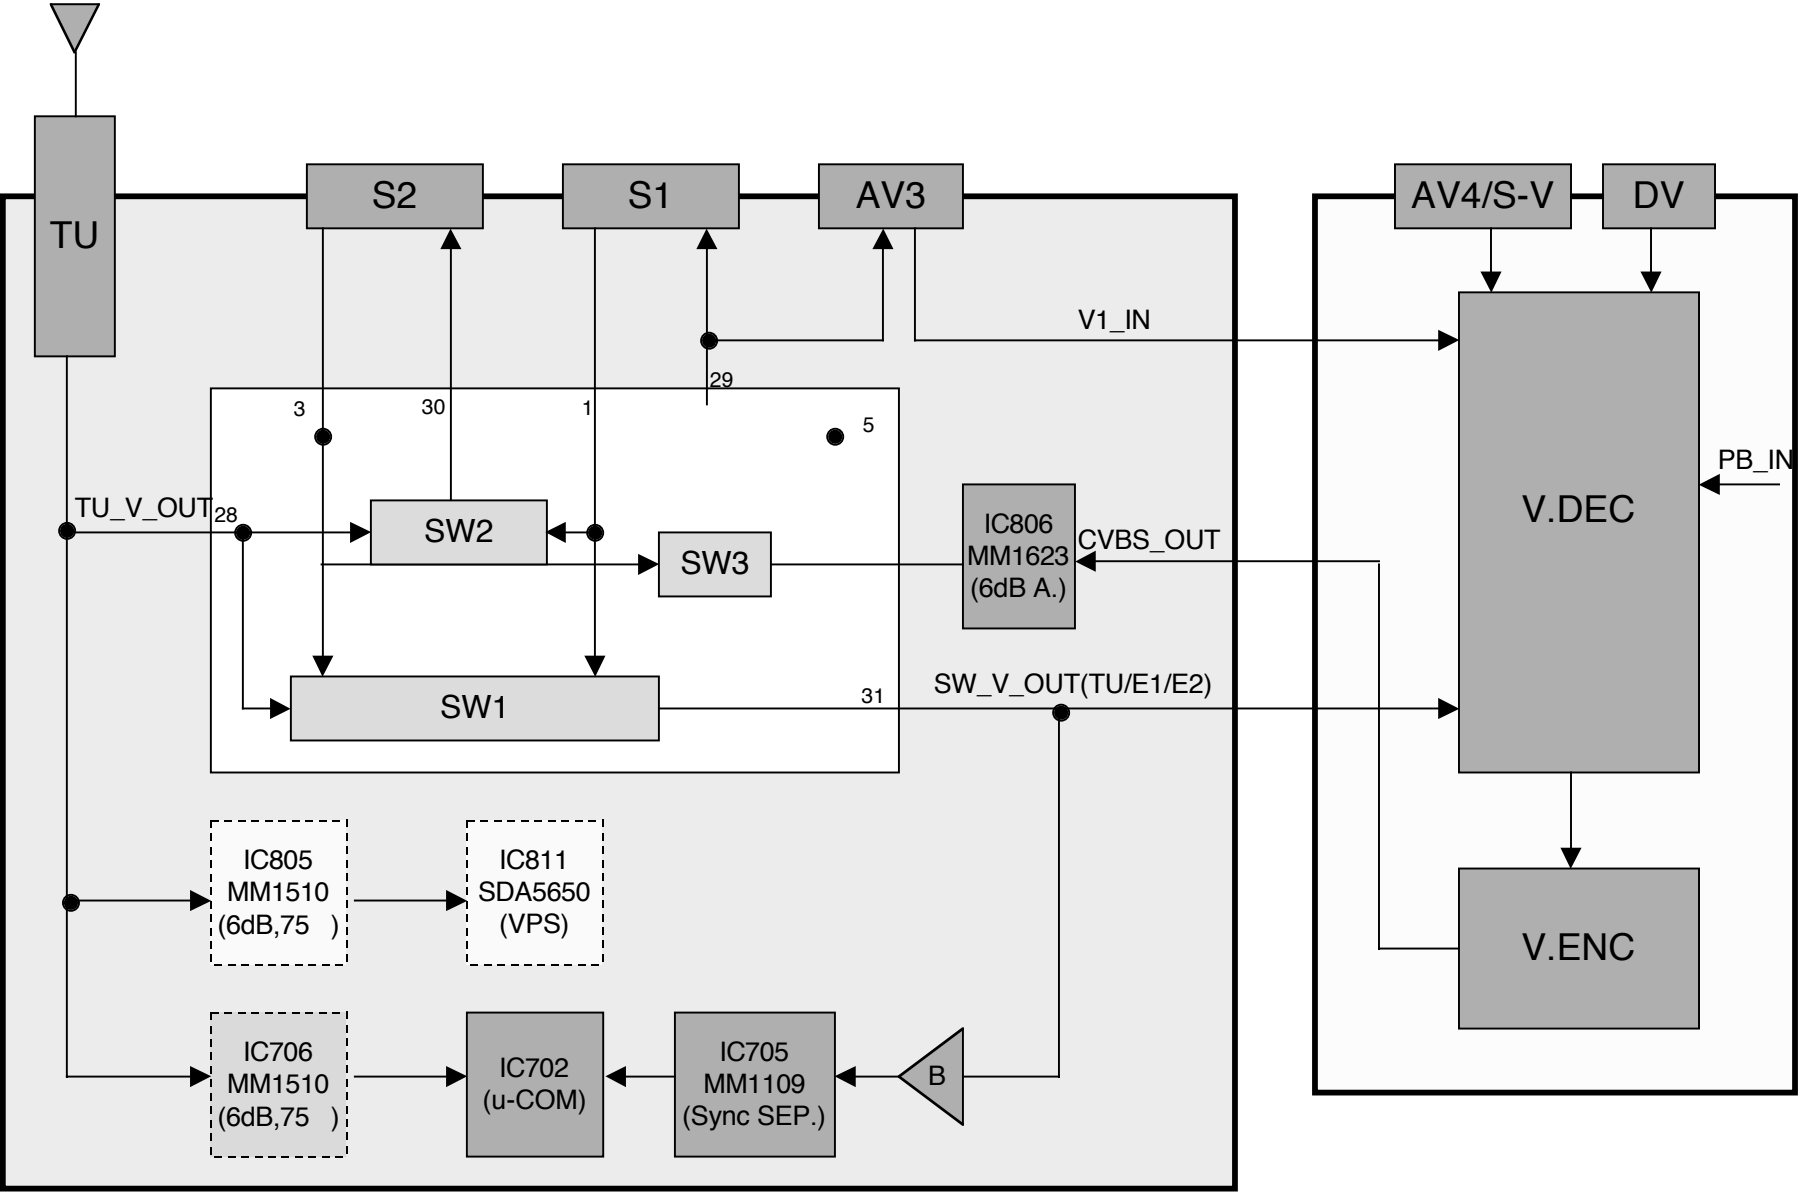 S2
S1
AV3
AV4/S-V
DV
TU
V1_IN
29
3
30
1
5
PB_IN
TU_V_OUT
28
SW2
SW3
IC806
MM1623
(6dB A.)
CVBS_OUT
V.DEC
SW1
31
SW_V_OUT(TU/E1/E2)
IC805
MM1510
(6dB,75 )
IC811
SDA5650
(VPS)
V.ENC
IC706
MM1510
(6dB,75 )
IC702
(u-COM)
IC705
MM1109
(Sync SEP.)
B